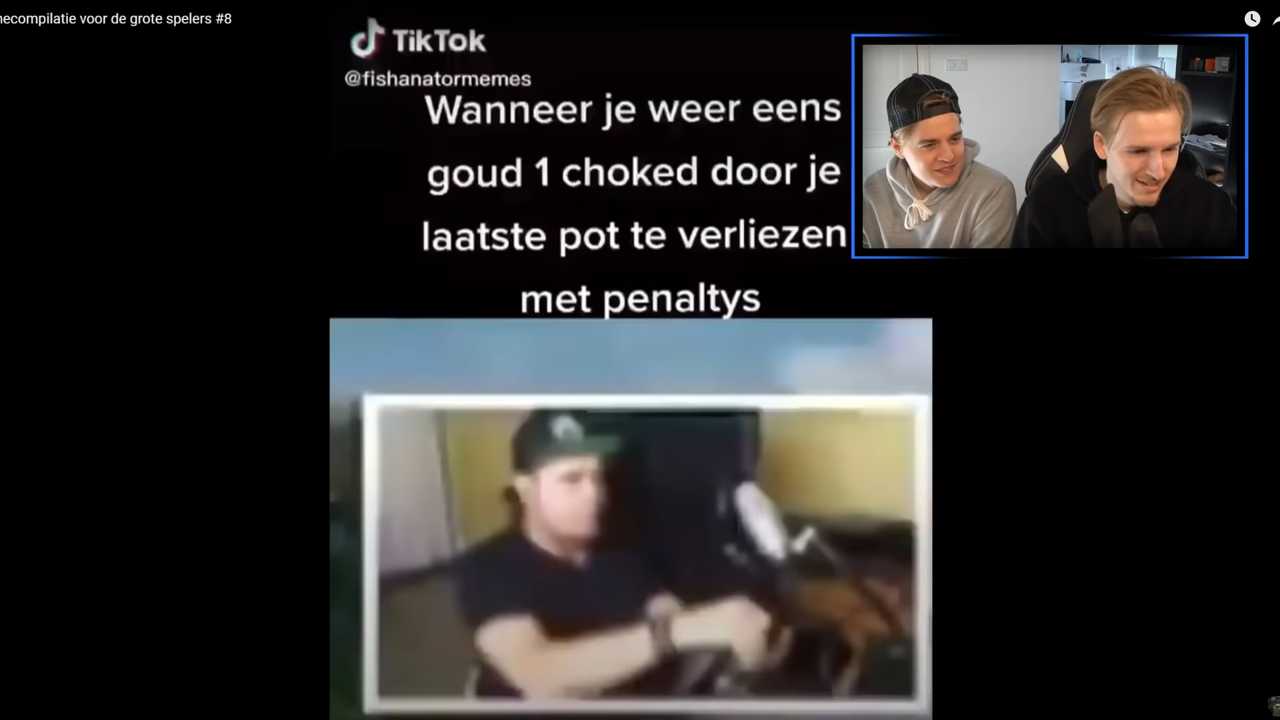 necompilatie voor de grote spelers #8
TikTok
@fishanatormemes
Wanneer je weer eens
goud 1 choked door je
laatste pot te verliezen
met penaltys